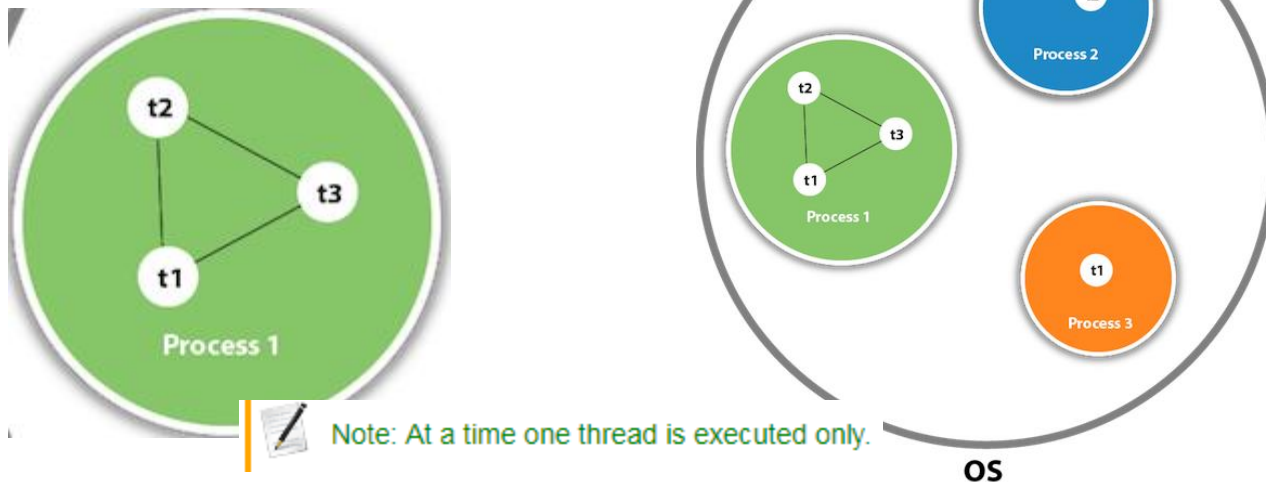 t2
t3
t1
Process 1
Process 2
t2
t3
t1
Process 1
t1
Process 3
Note: At a time one thread is executed only.
OS